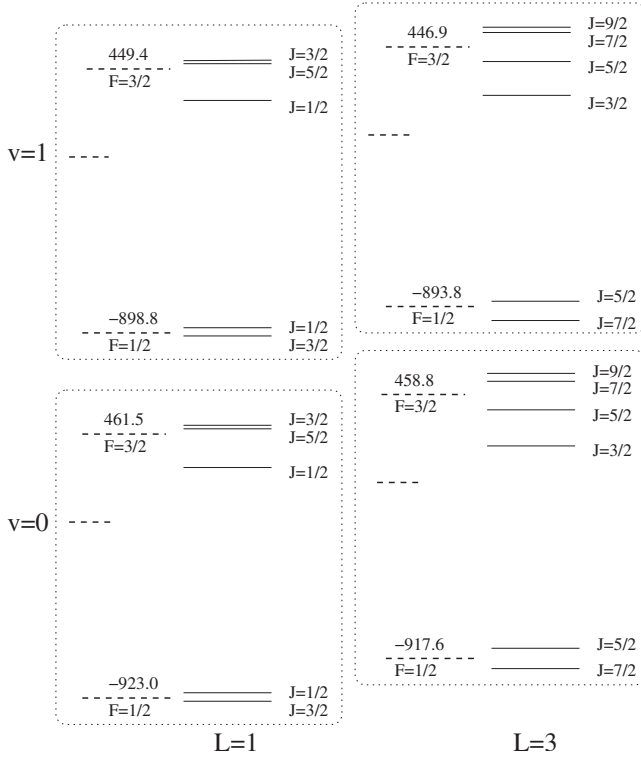 449.4
F=3/2
J=3/2
J=5/2
J=1/2
v=1
−898.8
F=1/2
J=1/2
J=3/2
446.9
F=3/2
J=9/2
J=7/2
J=5/2
J=3/2
−893.8
F=1/2
J=5/2
J=7/2
461.5
F=3/2
J=3/2
J=5/2
J=1/2
v=0
−923.0
F=1/2
J=1/2
J=3/2
458.8
F=3/2
J=9/2
J=7/2
J=5/2
J=3/2
−917.6
F=1/2
J=5/2
J=7/2
L=1
L=3